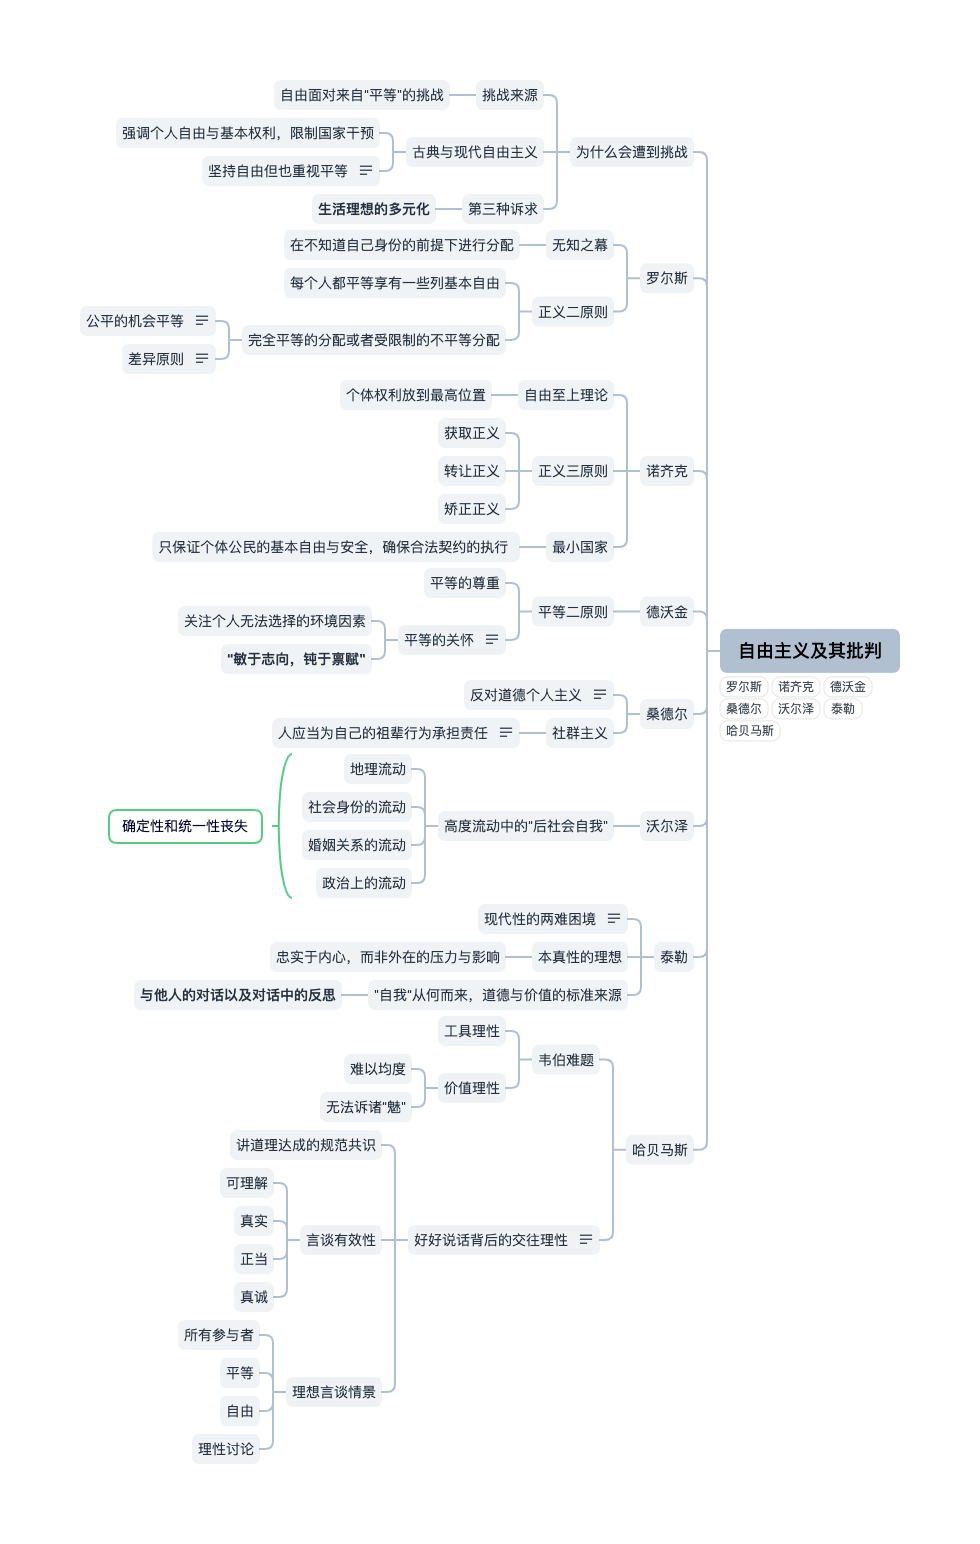 自由主义及其批判
罗尔斯 诺齐克 德沃金
桑德尔 沃尔泽 泰勒
哈贝马斯
为什么会遭到挑战
挑战来源
自由面对来自"平等"的挑战
古典与现代自由主义
强调个人自由与基本权利，限制国家干预
坚持自由但也重视平等
第三种诉求
生活理想的多元化
罗尔斯
无知之幕
在不知道自己身份的前提下进行分配
正义二原则
每个人都平等享有一些列基本自由
完全平等的分配或者受限制的不平等分配
公平的机会平等
差异原则
诺齐克
自由至上理论
个体权利放到最高位置
正义三原则
获取正义
转让正义
矫正正义
最小国家
只保证个体公民的基本自由与安全，确保合法契约的执行
德沃金
平等二原则
平等的尊重
平等的关怀
关注个人无法选择的环境因素
"敏于志向，钝于禀赋"
桑德尔
反对道德个人主义
社群主义
人应当为自己的祖辈行为承担责任
沃尔泽
高度流动中的"后社会自我"
地理流动
社会身份的流动
婚姻关系的流动
政治上的流动
确定性和统一性丧失
泰勒
现代性的两难困境
本真性的理想
忠实于内心，而非外在的压力与影响
"自我"从何而来，道德与价值的标准来源
与他人的对话以及对话中的反思
哈贝马斯
韦伯难题
工具理性
价值理性
难以均度
无法诉诸"魅"
好好说话背后的交往理性
讲道理达成的规范共识
言谈有效性
可理解
真实
正当
真诚
理想言谈情景
所有参与者
平等
自由
理性讨论